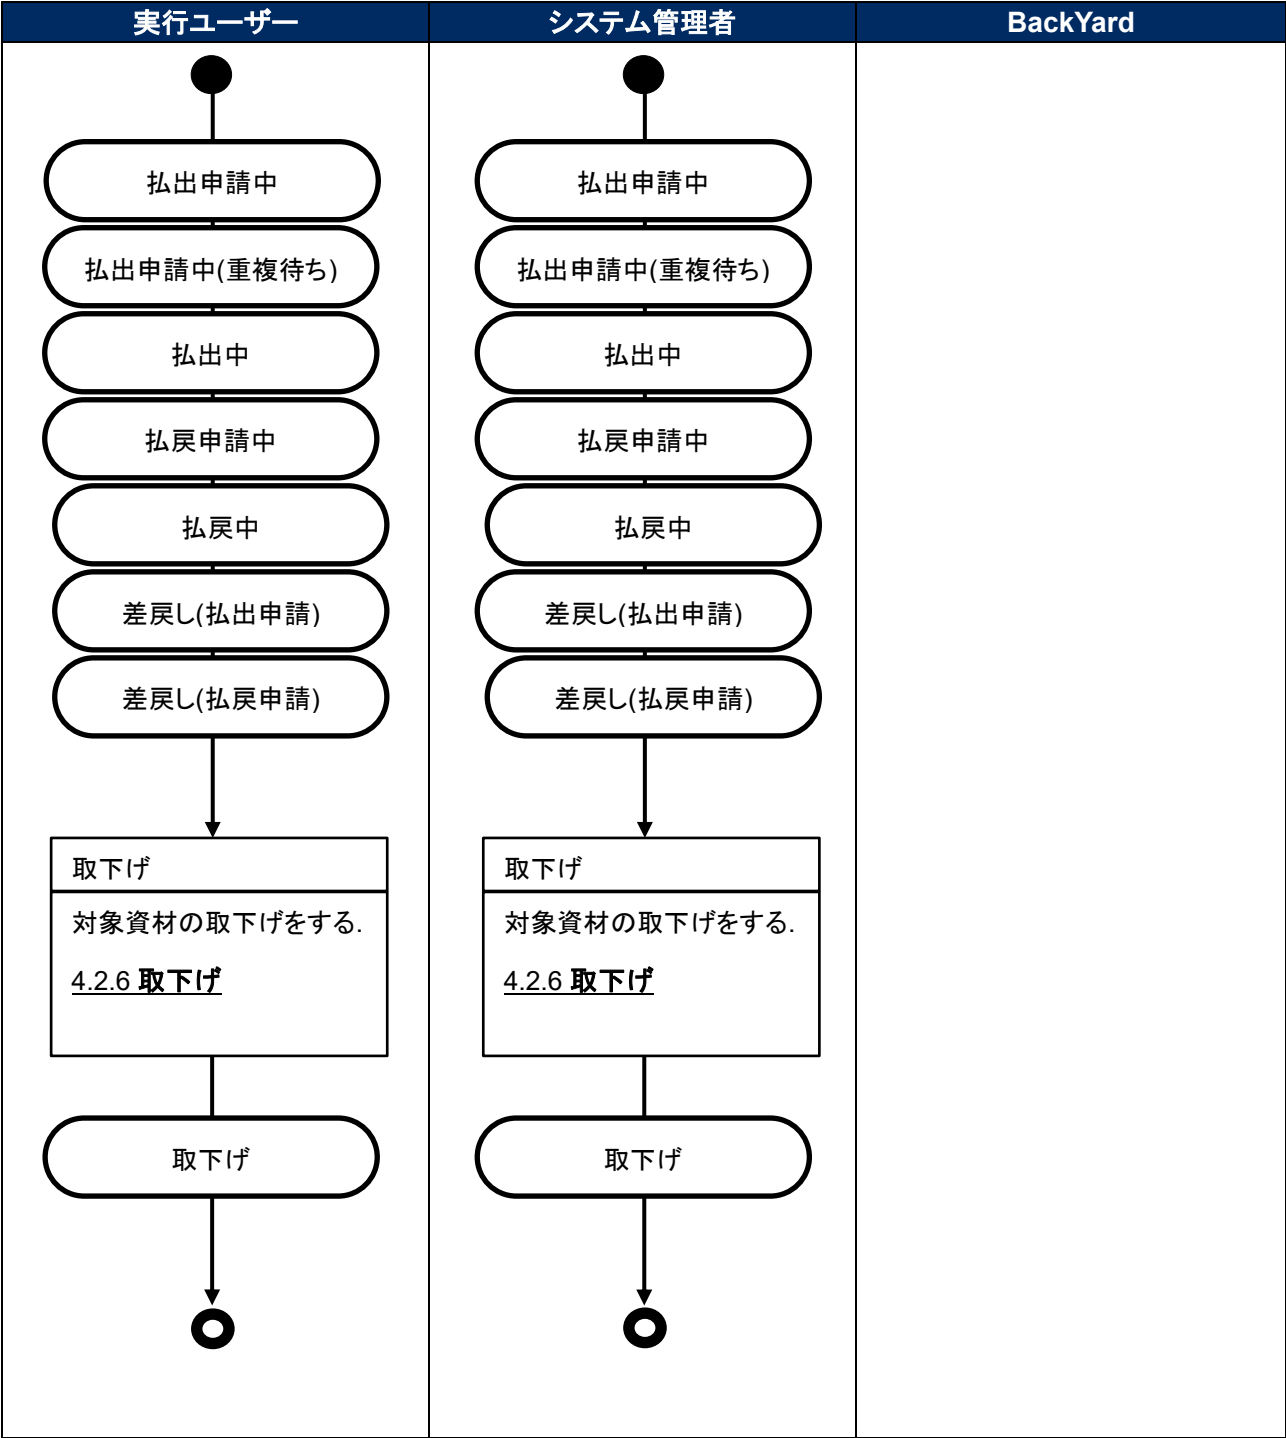 実行ユーザー
システム管理者
BackYard
払出申請中
払出申請中(重複待ち)
払出中
払戻申請中
払戻中
差戻し(払出申請)
差戻し(払戻申請)
取下げ
対象資材の取下げをする.
4.2.6 取下げ
取下げ
払出申請中
払出申請中(重複待ち)
払出中
払戻申請中
払戻中
差戻し(払出申請)
差戻し(払戻申請)
取下げ
対象資材の取下げをする.
4.2.6 取下げ
取下げ